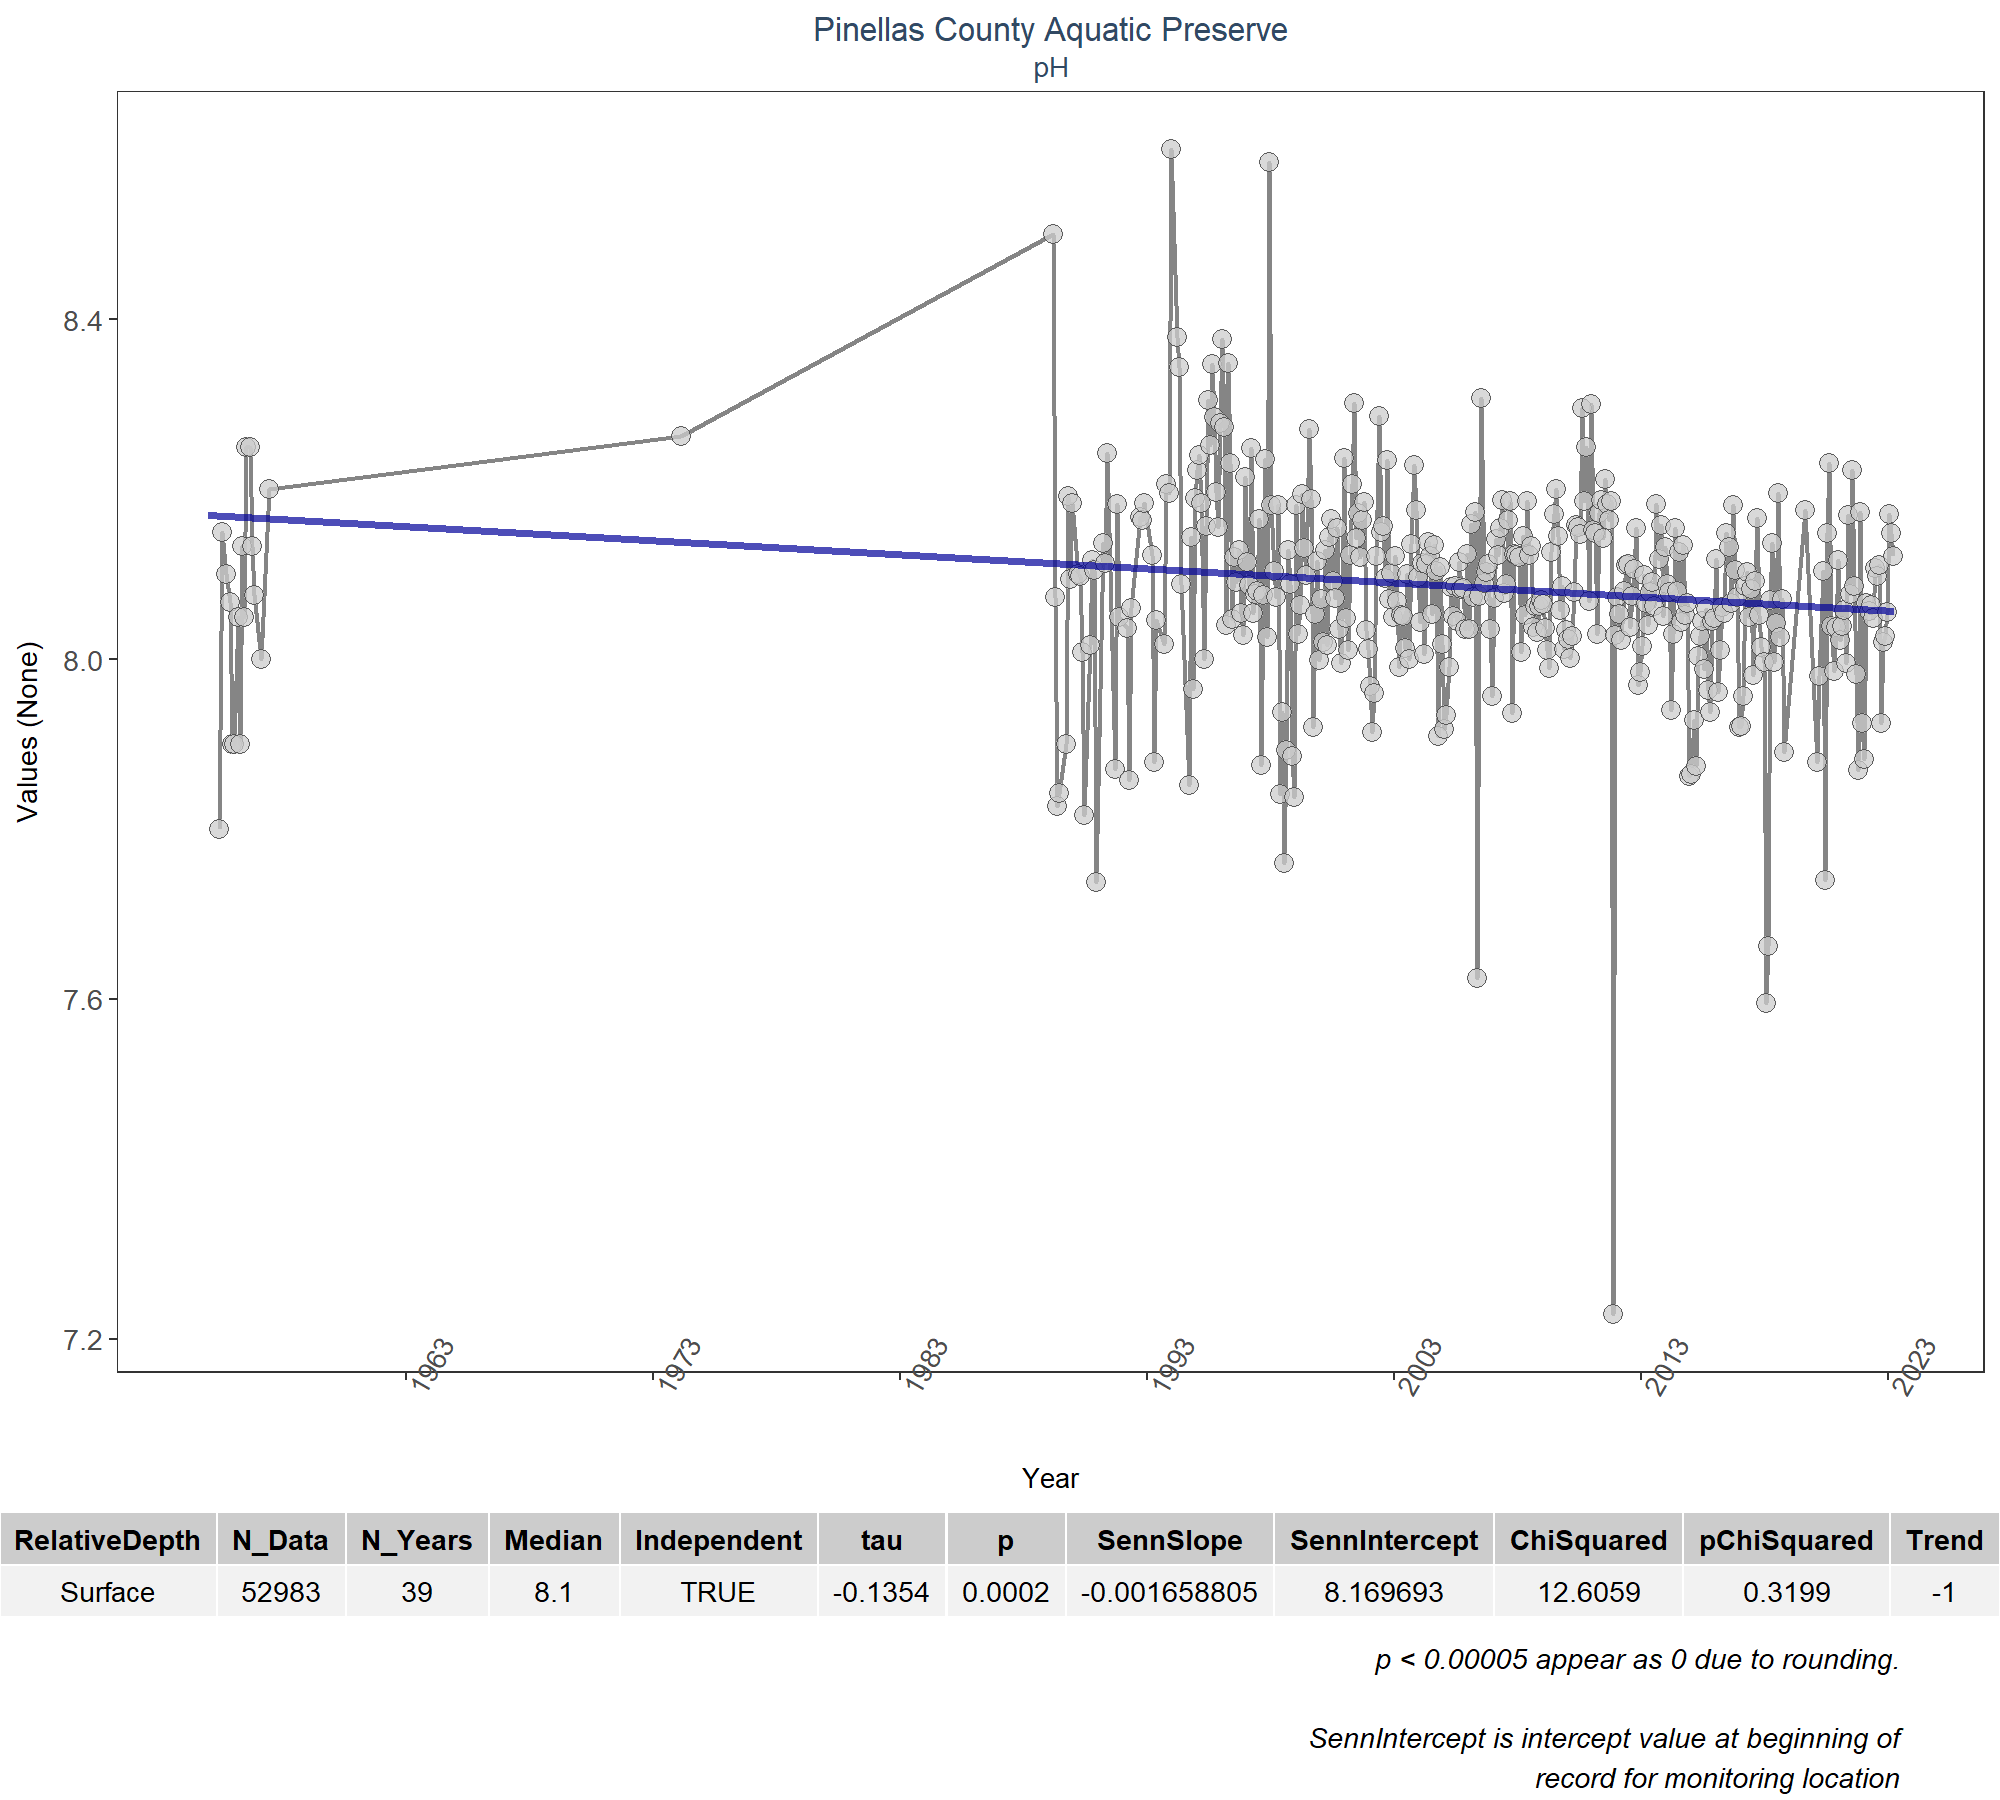 Pinellas County Aquatic Preserve
pH
Values (None)
8.4
8.0
7.6
7.2
1963 1973 1983 1993 2003 2013 2023
Year
RelativeDepth N_Data N_Years Median Independent tau p SennSlope SennIntercept ChiSquared pChiSquared Trend
Surface 52983 39 8.1 TRUE -0.1354 0.0002 -0.001658805 8.169693 12.6059 0.3199 -1
p < 0.00005 appear as 0 due to rounding.
SennIntercept is intercept value at beginning of
record for monitoring location